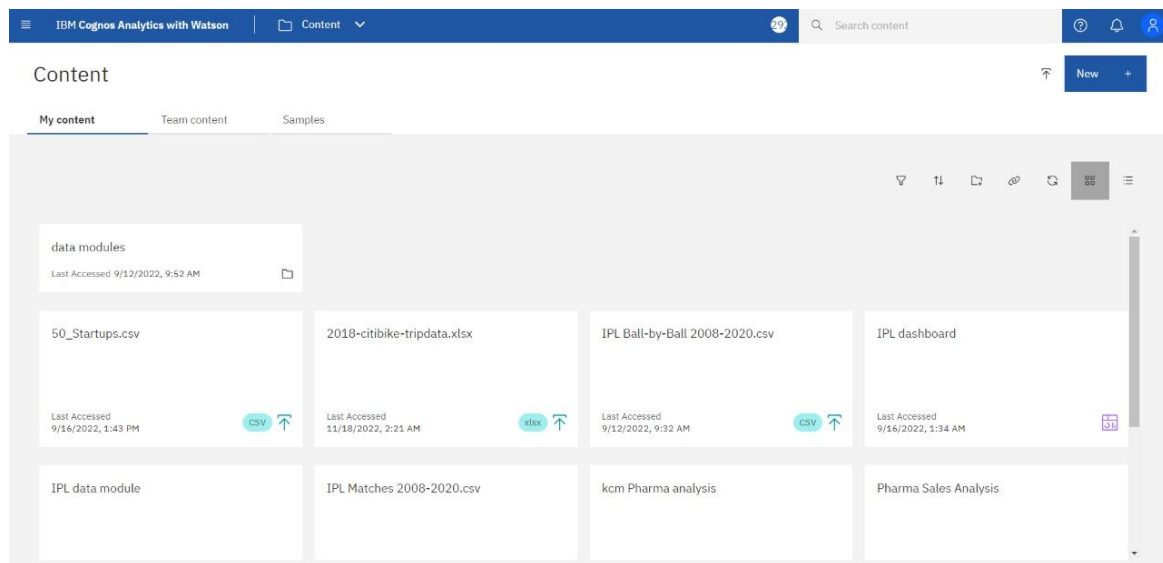 IBM Cognos Analytics with Watson
Content
29
Search content
Content
New +
My content
Team content
Samples
data modules
Last Accessed 9/12/2022, 9:52 AM
50_Startups.csv
Last Accessed
9/16/2022, 1:43 PM
CSV
2018-citibike-tripdata.xlsx
Last Accessed
11/18/2022, 2:21 AM
xlsx
IPL Ball-by-Ball 2008-2020.csv
Last Accessed
9/12/2022, 9:32 AM
CSV
IPL dashboard
Last Accessed
9/16/2022, 1:34 AM
IPL data module
IPL Matches 2008-2020.csv
kcm Pharma analysis
Pharma Sales Analysis